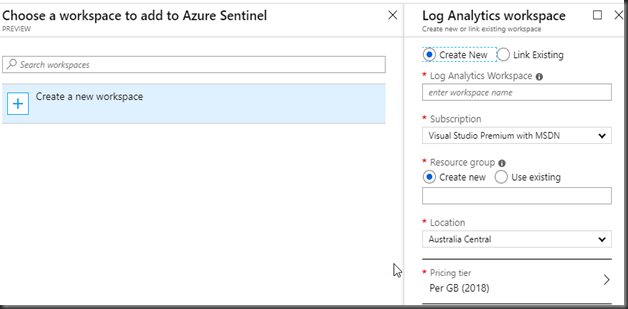 Choose a workspace to add to Azure Sentinel
PREVIEW
Search workspaces
Create a new workspace
Log Analytics workspace
Create new or link existing workspace
Create New Link Existing
* Log Analytics Workspace
enter workspace name
* Subscription
Visual Studio Premium with MSDN
* Resource group
Create new Use existing
* Location
Australia Central
* Pricing tier
Per GB (2018)